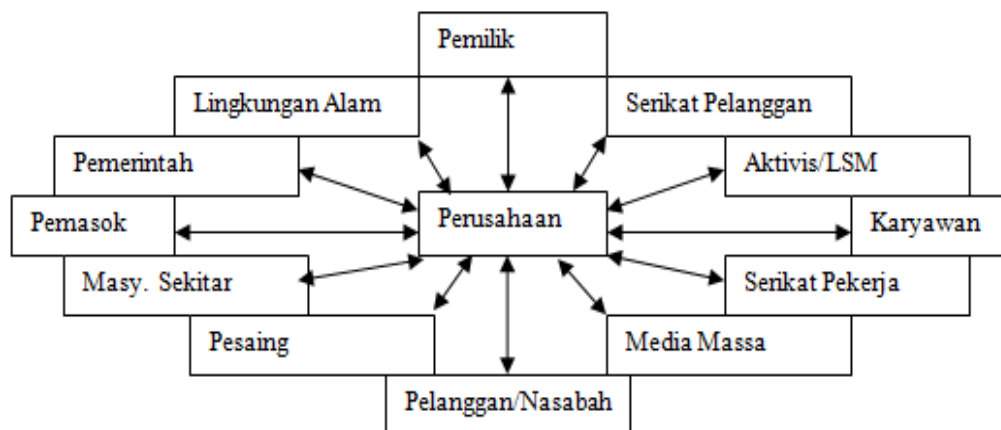 Pemilik
Lingkungan Alam
Serikat Pelanggan
Pemerintah
Aktivis/LSM
Pemasok
Perusahaan
Karyawan
Masy. Sekitar
Serikat Pekerja
Pesaing
Media Massa
Pelanggan/Nasabah